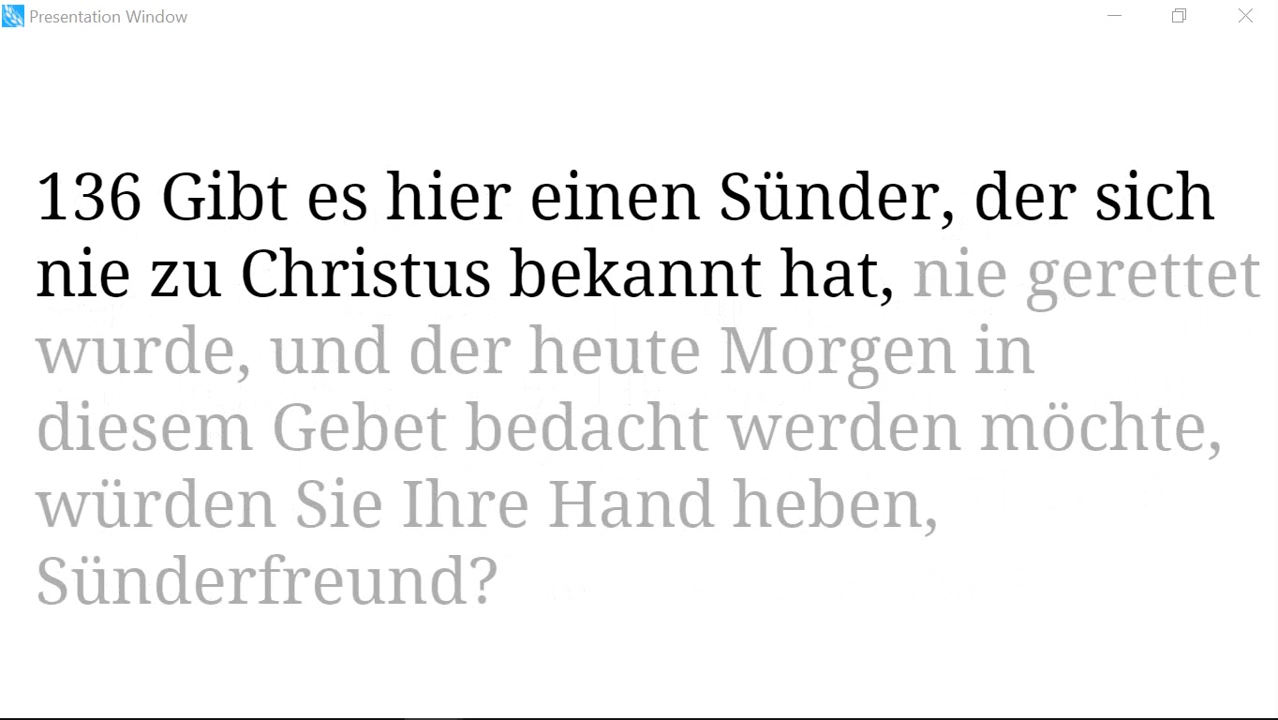 Presentation Window
136 Gibt es hier einen Sünder, der sich
nie zu Christus bekannt hat, nie gerettet
wurde, und der heute Morgen in
diesem Gebet bedacht werden möchte,
würden Sie Ihre Hand heben,
Sünderfreund?